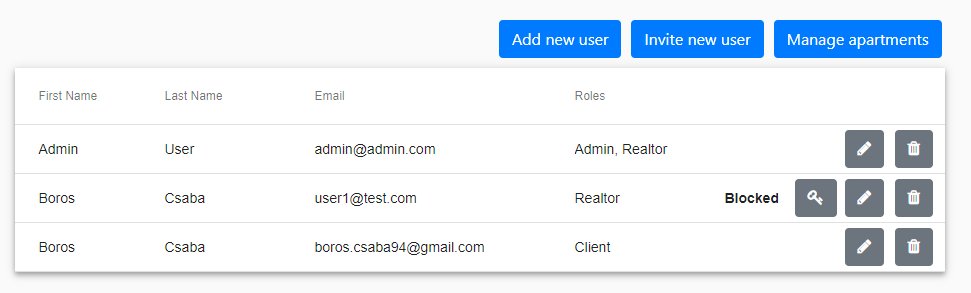 Add new user Invite new user Manage apartments
First Name Last Name Email Roles
Admin User admin@admin.com Admin, Realtor
Boros Csaba user1@test.com Realtor Blocked
Boros Csaba boros.csaba94@gmail.com Client